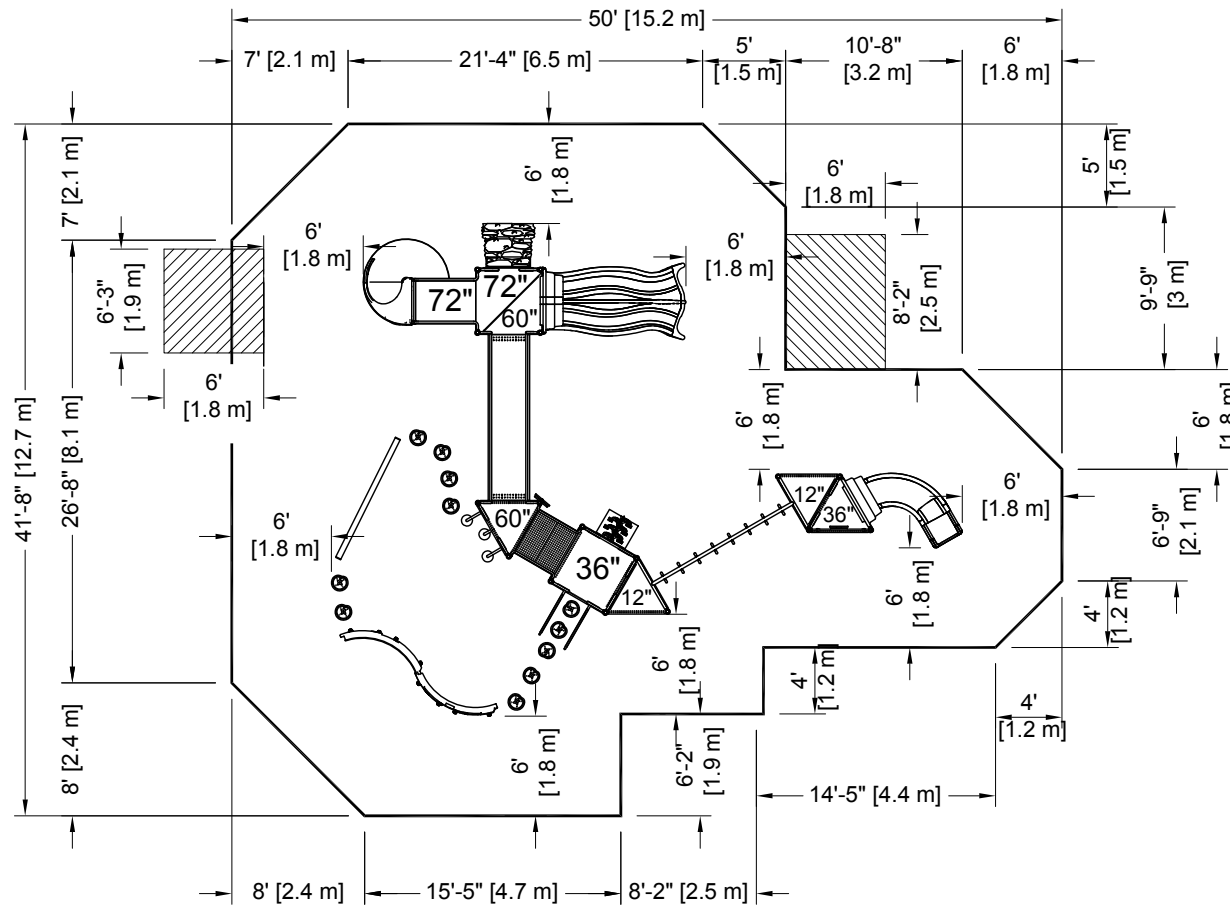 50' [15.2 m]
7' [2.1 m]
21'-4" [6.5 m]
5'
[1.5 m]
10'-8"
[3.2 m]
6'
[1.8 m]
7' [2.1 m]
6'
[1.8 m]
6'
[1.8 m]
5'
[1.5 m]
6'
[1.8 m]
6'
[1.8 m]
6'-3"
[1.9 m]
72"
72"
60"
8'-2"
[2.5 m]
9'-9"
[3 m]
6'
[1.8 m]
6'
[1.8 m]
6'
[1.8 m]
41'-8" [12.7 m]
26'-8" [8.1 m]
6'
[1.8 m]
60"
36"
12"
12"
36"
6'
[1.8 m]
6'-9"
[2.1 m]
6'
[1.8 m]
4'
[1.2 m]
6'
[1.8 m]
4'
[1.2 m
4'
[1.2 m]
8' [2.4 m]
6'
[1.8 m]
6'-2"
[1.9 m]
14'-5" [4.4 m]
8' [2.4 m]
15'-5" [4.7 m]
8'-2" [2.5 m]